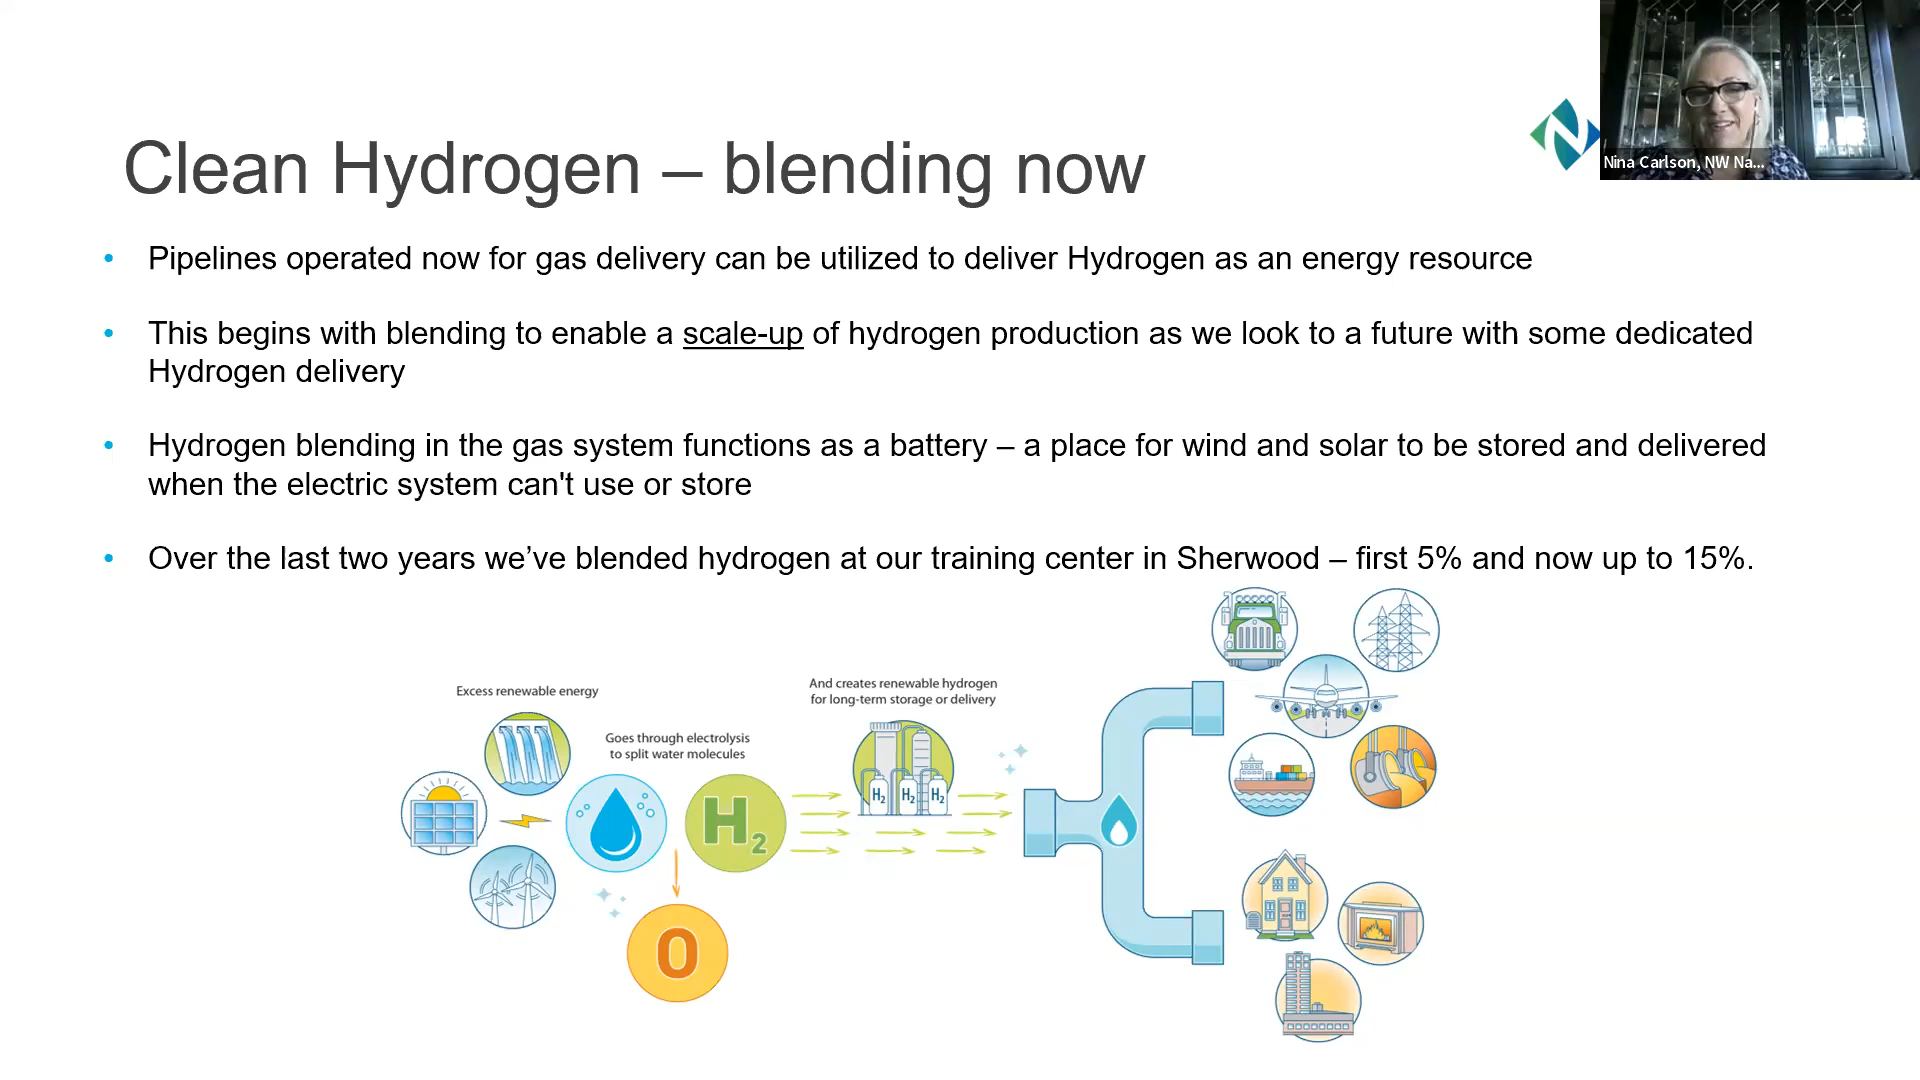 Nina Carlson, NW Na...
Clean Hydrogen – blending now
• Pipelines operated now for gas delivery can be utilized to deliver Hydrogen as an energy resource
• This begins with blending to enable a scale-up of hydrogen production as we look to a future with some dedicated
Hydrogen delivery
• Hydrogen blending in the gas system functions as a battery – a place for wind and solar to be stored and delivered
when the electric system can't use or store
• Over the last two years we’ve blended hydrogen at our training center in Sherwood – first 5% and now up to 15%.
Excess renewable energy
Goes through electrolysis
to split water molecules
And creates renewable hydrogen
for long-term storage or delivery
H2
H2 H2 H2
O